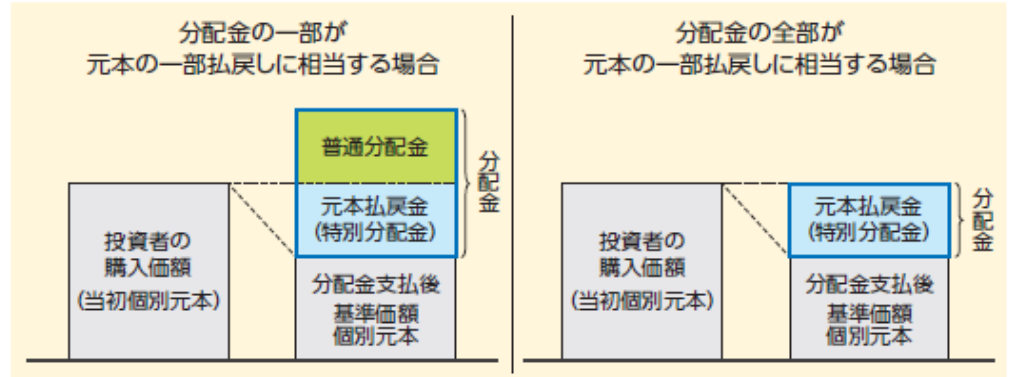 分配金の一部が
元本の一部払戻しに相当する場合
普通分配金
元本払戻金
(特別分配金)
分配金
投資者の
購入価額
(当初個別元本)
分配金支払後
基準価額
個別元本
分配金の全部が
元本の一部払戻しに相当する場合
元本払戻金
(特別分配金)
分配金
投資者の
購入価額
(当初個別元本)
分配金支払後
基準価額
個別元本